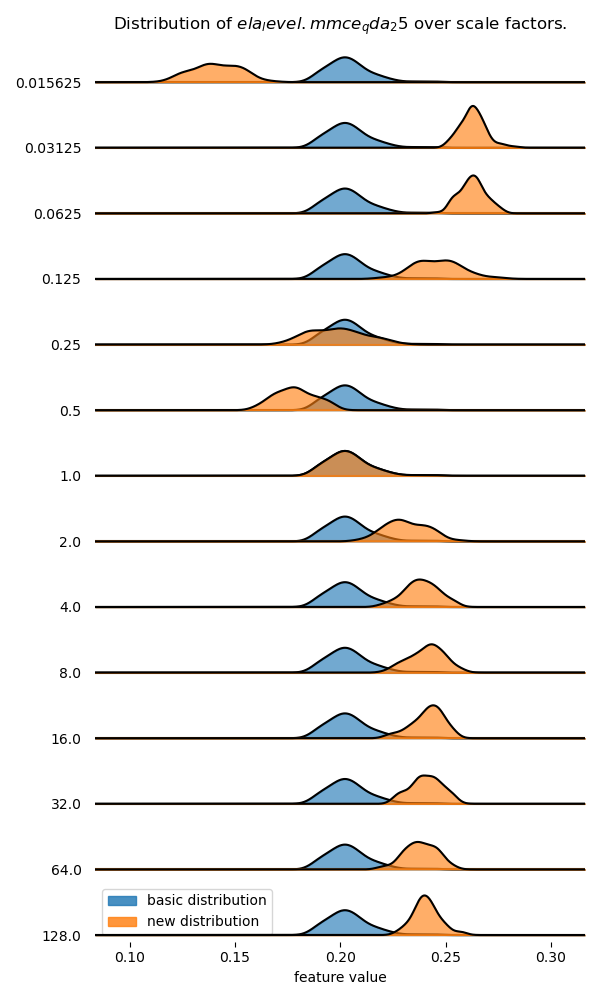 Distribution of elaₗevel.mmce_qda₂5 over scale factors.
0.015625
0.03125
0.0625
0.125
0.25
0.5
1.0
2.0
4.0
8.0
16.0
32.0
64.0
128.0
basic distribution
new distribution
0.10 0.15 0.20 0.25 0.30
feature value